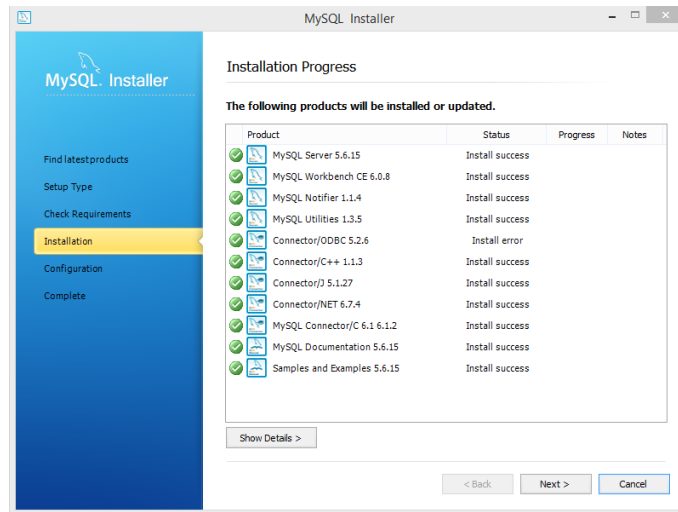 MySQL Installer
MySQL. Installer
Find latest products
Setup Type
Check Requirements
Installation
Configuration
Complete
Installation Progress
The following products will be installed or updated.
Product Status Progress Notes
MySQL Server 5.6.15 Install success
MySQL Workbench CE 6.0.8 Install success
MySQL Notifier 1.1.4 Install success
MySQL Utilities 1.3.5 Install success
Connector/ODBC 5.2.6 Install error
Connector/C++ 1.1.3 Install success
Connector/J 5.1.27 Install success
Connector/NET 6.7.4 Install success
MySQL Connector/C 6.1 6.1.2 Install success
MySQL Documentation 5.6.15 Install success
Samples and Examples 5.6.15 Install success
Show Details >
< Back Next > Cancel